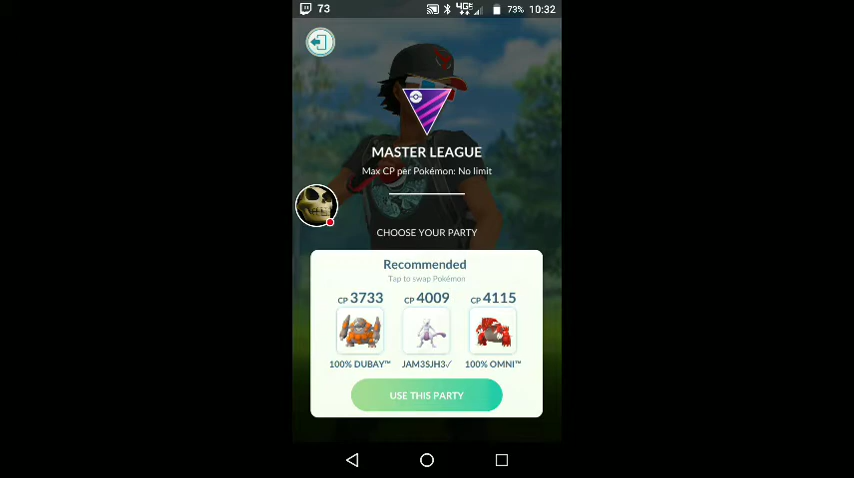 73
4GE
73%
10:32
MASTER LEAGUE
Max CP per Pokémon: No limit
CHOOSE YOUR PARTY
Recommended
Tap to swap Pokémon
CP 3733 CP 4009 CP 4115
100% DUBAY™ JAM3SJH3✓ 100% OMNI™
USE THIS PARTY